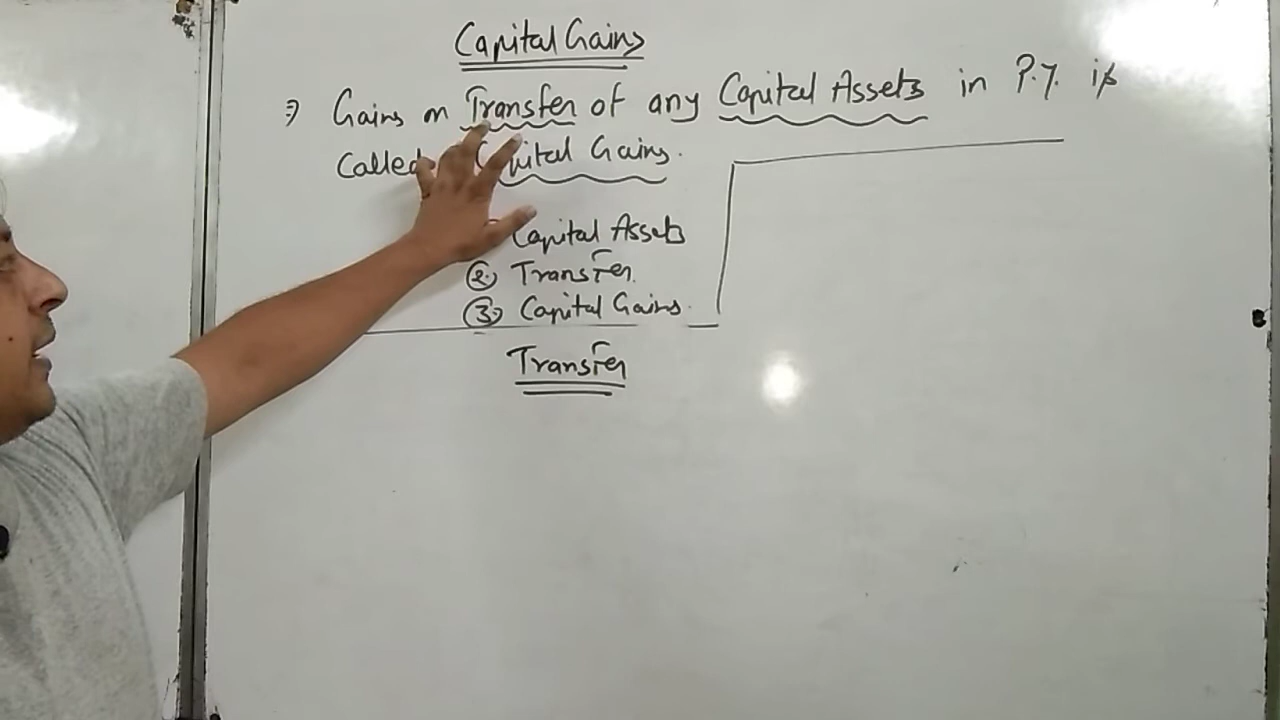 Capital Gains
⇒ Gains on Transfer of any Capital Assets in P.Y. is
Called Capital Gains.
Capital Assets
② Transfer.
③ Capital Gains.
Transfer